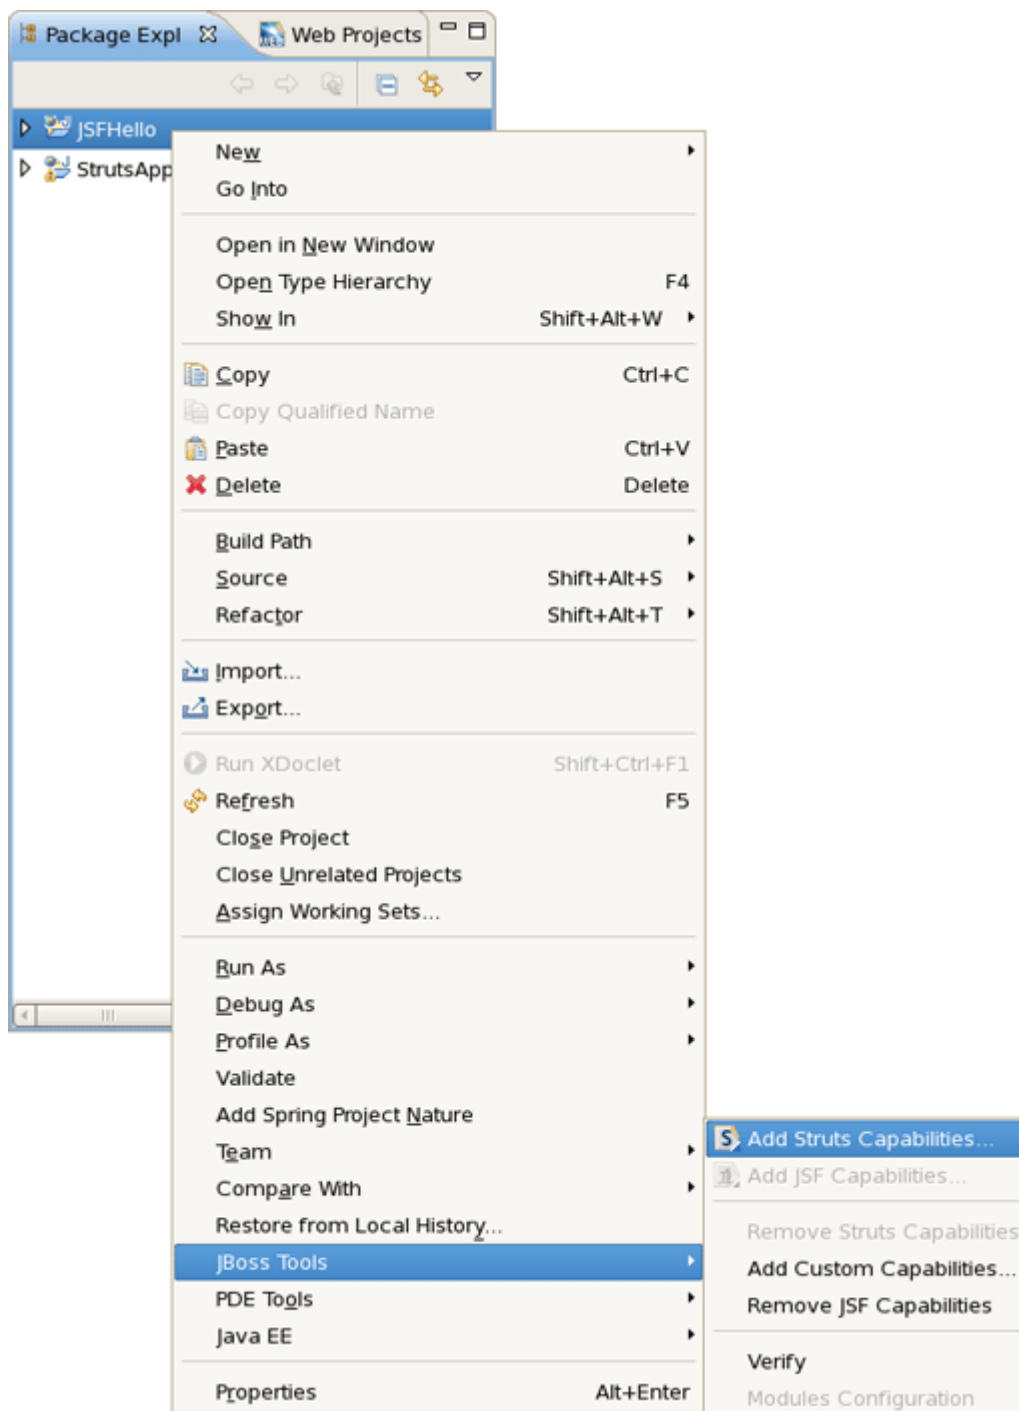 Package Expl
Web Projects
JSFHello
StrutsApp
New
Go Into
Open in New Window
Open Type Hierarchy F4
Show In Shift+Alt+W
Copy Ctrl+C
Copy Qualified Name
Paste Ctrl+V
Delete Delete
Build Path
Source Shift+Alt+S
Refactor Shift+Alt+T
Import...
Export...
Run XDoclet Shift+Ctrl+F1
Refresh F5
Close Project
Close Unrelated Projects
Assign Working Sets...
Run As
Debug As
Profile As
Validate
Add Spring Project Nature
Team
Compare With
Restore from Local History...
JBoss Tools
PDE Tools
Java EE
Properties Alt+Enter
Add Struts Capabilities...
Add JSF Capabilities...
Remove Struts Capabilities
Add Custom Capabilities...
Remove JSF Capabilities
Verify
Modules Configuration